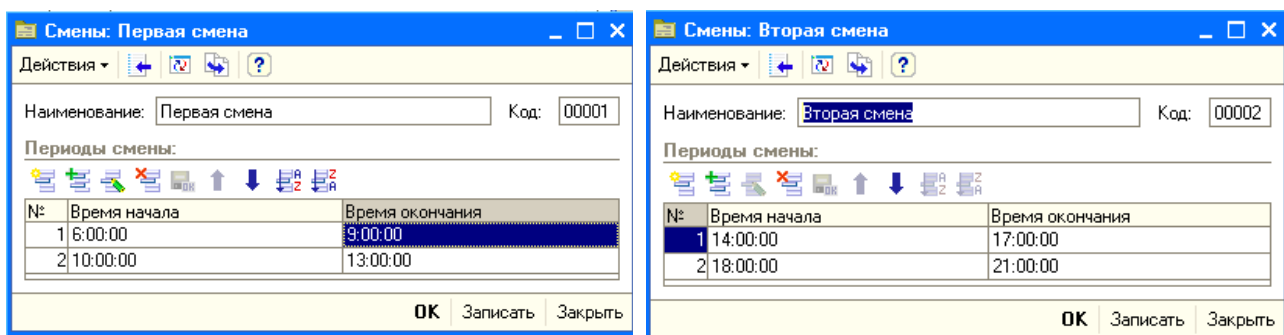 Смены: Первая смена
Действия
?
Наименование: Первая смена Код: 00001
Периоды смены:
№ Время начала Время окончания
1 6:00:00 9:00:00
2 10:00:00 13:00:00
OK Записать Закрыть
Смены: Вторая смена
Действия
?
Наименование: Вторая смена Код: 00002
Периоды смены:
№ Время начала Время окончания
1 14:00:00 17:00:00
2 18:00:00 21:00:00
OK Записать Закрыть